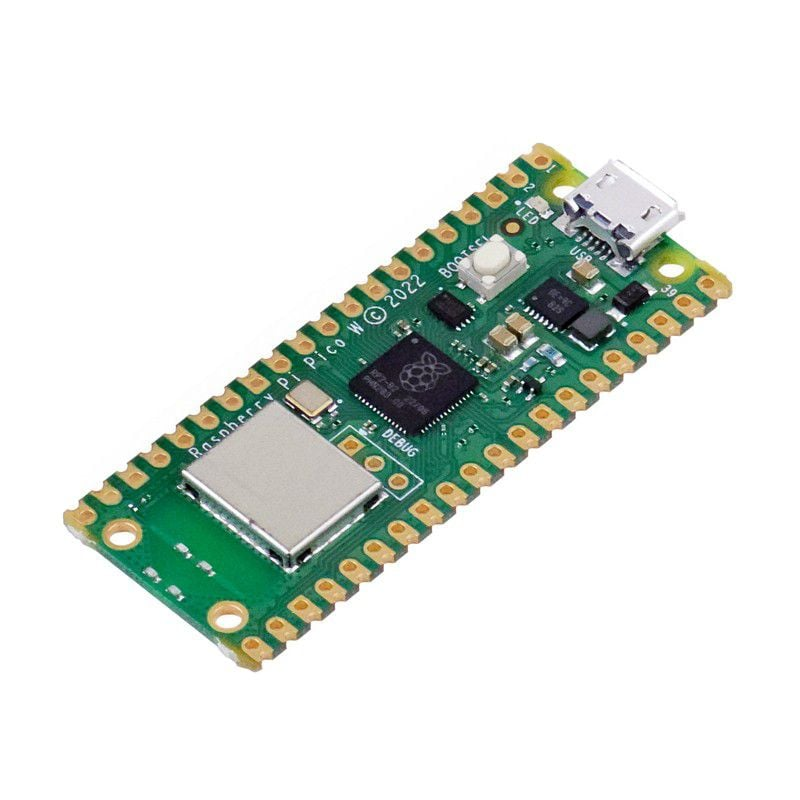 1
2
LED
USB
39
BOOTSEL
Raspberry Pi Pico W © 2022
DEBUG